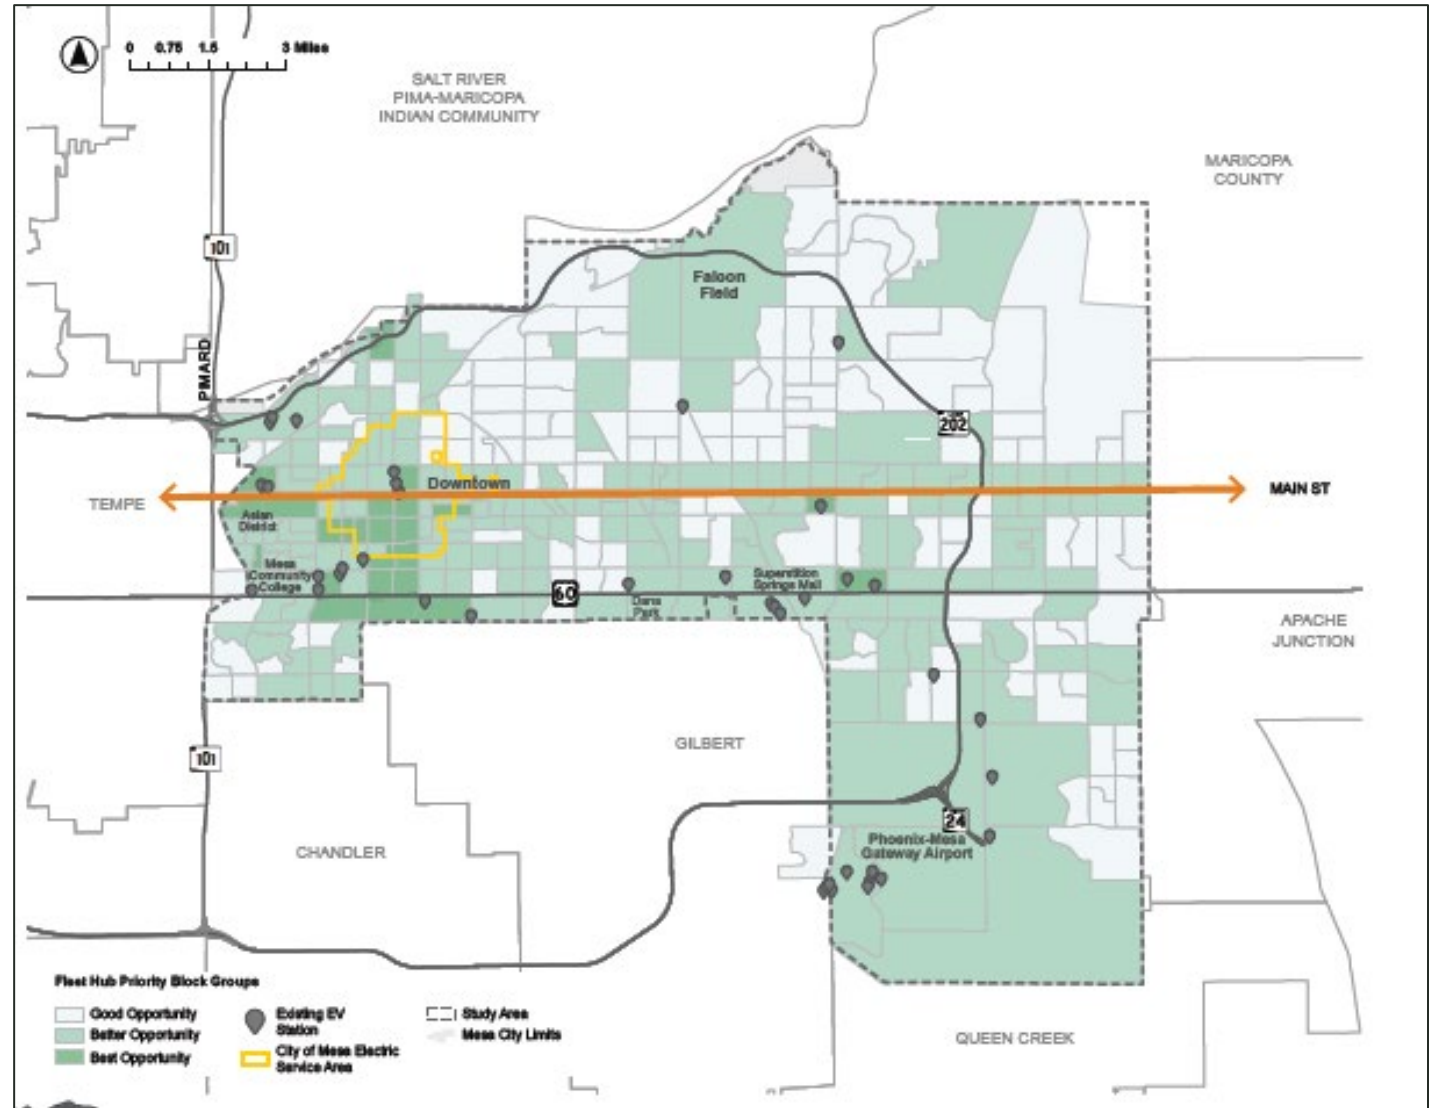 0 0.75 1.5 3 Miles
SALT RIVER
PIMA-MARICOPA
INDIAN COMMUNITY
MARICOPA
COUNTY
101
Falcon
Field
PIMA RD
202
Downtown
MAIN ST
TEMPE
Asian
District
Mesa
Community
College
Superstition
Springs Mall
60
Dana
Park
APACHE
JUNCTION
GILBERT
101
24
Phoenix-Mesa
Gateway Airport
CHANDLER
Fleet Hub Priority Block Groups
Good Opportunity
Better Opportunity
Best Opportunity
Existing EV
Station
City of Mesa Electric
Service Area
Study Area
Mesa City Limits
QUEEN CREEK